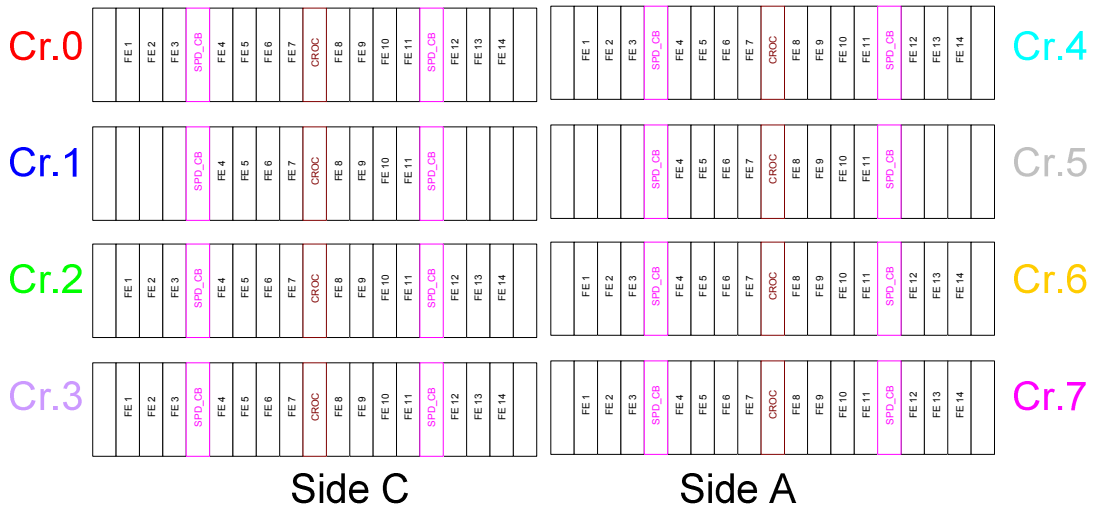 Cr.0 FE 1 FE 2 FE 3 SPD_CB FE 4 FE 5 FE 6 FE 7 CROC FE 8 FE 9 FE 10 FE 11 SPD_CB FE 12 FE 13 FE 14 FE 1 FE 2 FE 3 SPD_CB FE 4 FE 5 FE 6 FE 7 CROC FE 8 FE 9 FE 10 FE 11 SPD_CB FE 12 FE 13 FE 14 Cr.4
Cr.1 SPD_CB FE 4 FE 5 FE 6 FE 7 CROC FE 8 FE 9 FE 10 FE 11 SPD_CB SPD_CB FE 4 FE 5 FE 6 FE 7 CROC FE 8 FE 9 FE 10 FE 11 SPD_CB Cr.5
Cr.2 FE 1 FE 2 FE 3 SPD_CB FE 4 FE 5 FE 6 FE 7 CROC FE 8 FE 9 FE 10 FE 11 SPD_CB FE 12 FE 13 FE 14 FE 1 FE 2 FE 3 SPD_CB FE 4 FE 5 FE 6 FE 7 CROC FE 8 FE 9 FE 10 FE 11 SPD_CB FE 12 FE 13 FE 14 Cr.6
Cr.3 FE 1 FE 2 FE 3 SPD_CB FE 4 FE 5 FE 6 FE 7 CROC FE 8 FE 9 FE 10 FE 11 SPD_CB FE 12 FE 13 FE 14 FE 1 FE 2 FE 3 SPD_CB FE 4 FE 5 FE 6 FE 7 CROC FE 8 FE 9 FE 10 FE 11 SPD_CB FE 12 FE 13 FE 14 Cr.7
Side C Side A